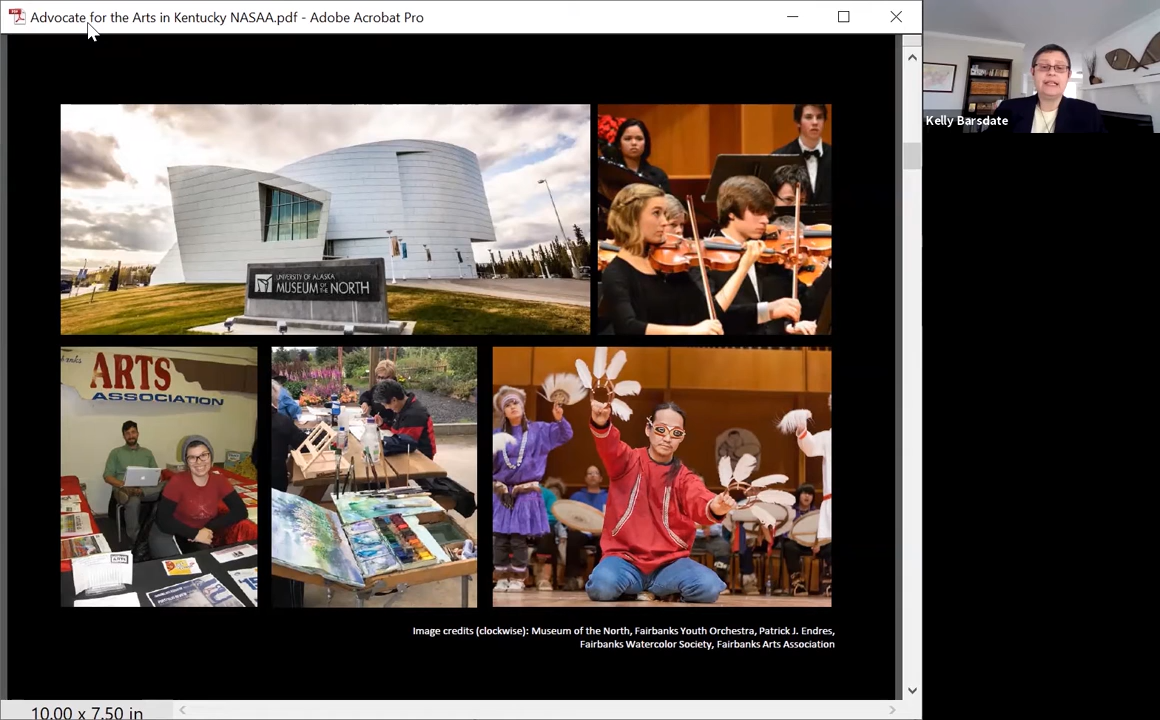 Advocate for the Arts in Kentucky NASAA.pdf - Adobe Acrobat Pro
Kelly Barsdate
UNIVERSITY OF ALASKA
MUSEUM OF THE NORTH
ARTS
ASSOCIATION
Image credits (clockwise): Museum of the North, Fairbanks Youth Orchestra, Patrick J. Endres,
Fairbanks Watercolor Society, Fairbanks Arts Association
10.00 x 7.50 in